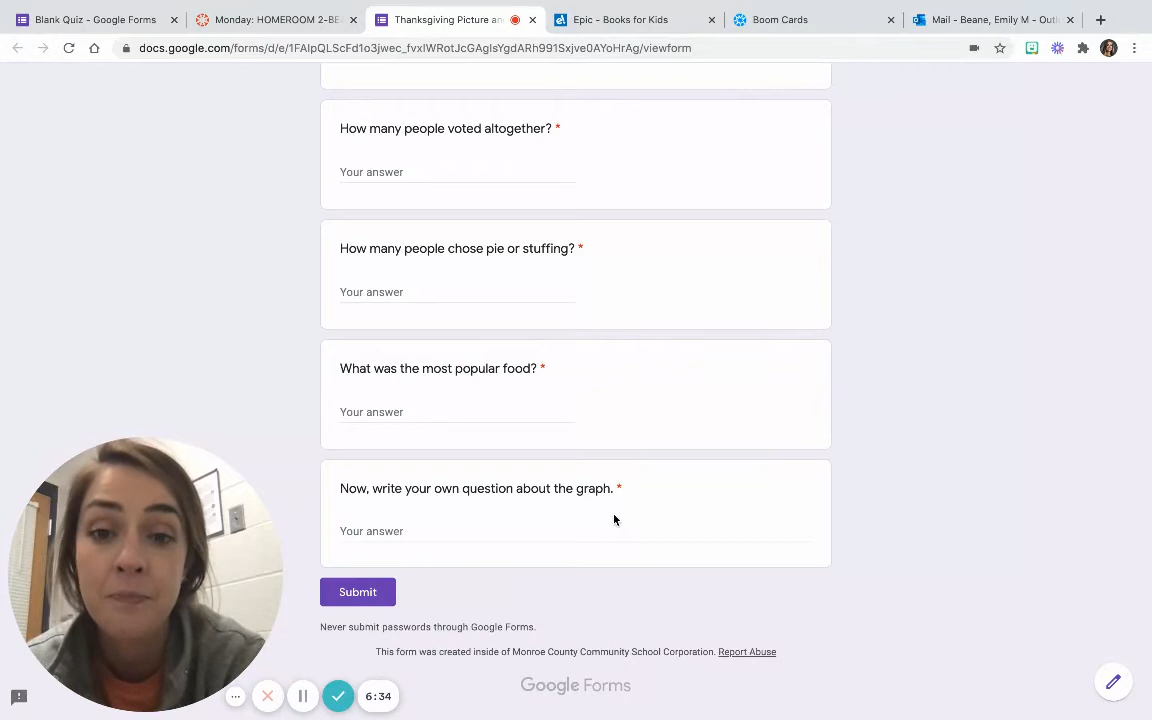 Blank Quiz - Google Forms
Monday: HOMEROOM 2-BE
Thanksgiving Picture an
Epic - Books for Kids
Boom Cards
Mail - Beane, Emily M - Outl
docs.google.com/forms/d/e/1FAIpQLScFd1o3jwec_fvxIWRotJcGAgIsYgdARh991Sxjve0AYoHrAg/viewform
How many people voted altogether? *
Your answer
How many people chose pie or stuffing? *
Your answer
What was the most popular food? *
Your answer
Now, write your own question about the graph. *
Your answer
Submit
Never submit passwords through Google Forms.
This form was created inside of Monroe County Community School Corporation. Report Abuse
Google Forms
6:34